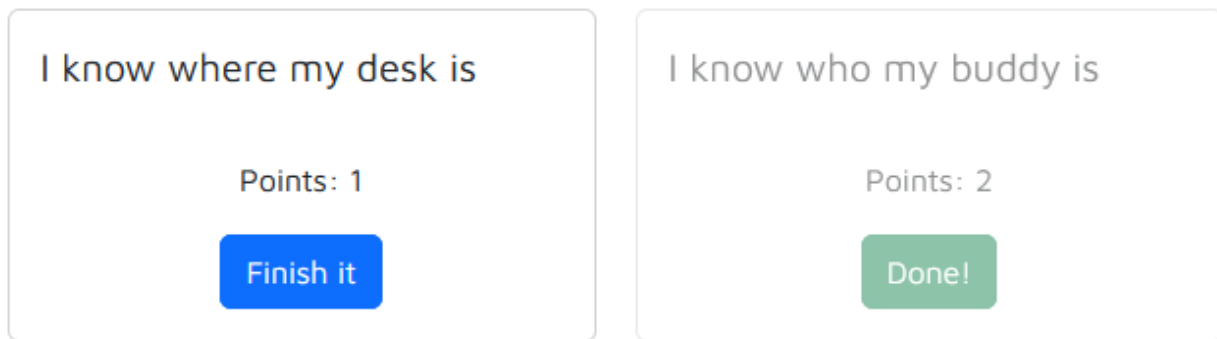 I know where my desk is
Points: 1
Finish it
I know who my buddy is
Points: 2
Done!